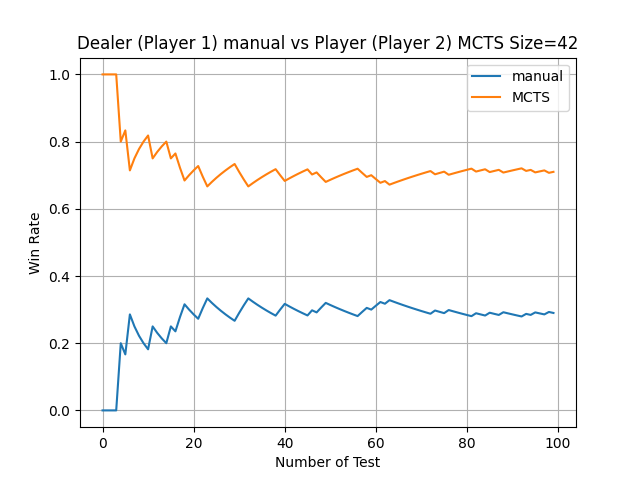 Dealer (Player 1) manual vs Player (Player 2) MCTS Size=42
manual
MCTS
1.0
0.8
0.6
0.4
0.2
0.0
Win Rate
0 20 40 60 80 100
Number of Test